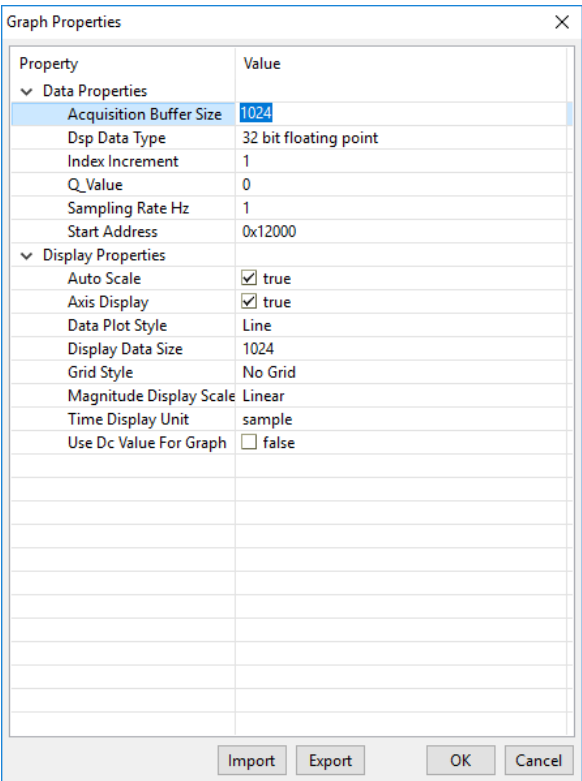 Graph Properties
Property Value
Data Properties
Acquisition Buffer Size 1024
Dsp Data Type 32 bit floating point
Index Increment 1
Q_Value 0
Sampling Rate Hz 1
Start Address 0x12000
Display Properties
Auto Scale true
Axis Display true
Data Plot Style Line
Display Data Size 1024
Grid Style No Grid
Magnitude Display Scale Linear
Time Display Unit sample
Use Dc Value For Graph false
Import Export OK Cancel